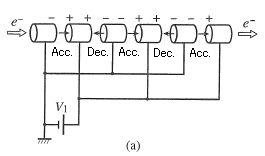 − + + − − + + − − +
e⁻ e⁻
Acc. Dec. Acc. Dec. Acc.
V₁
(a)